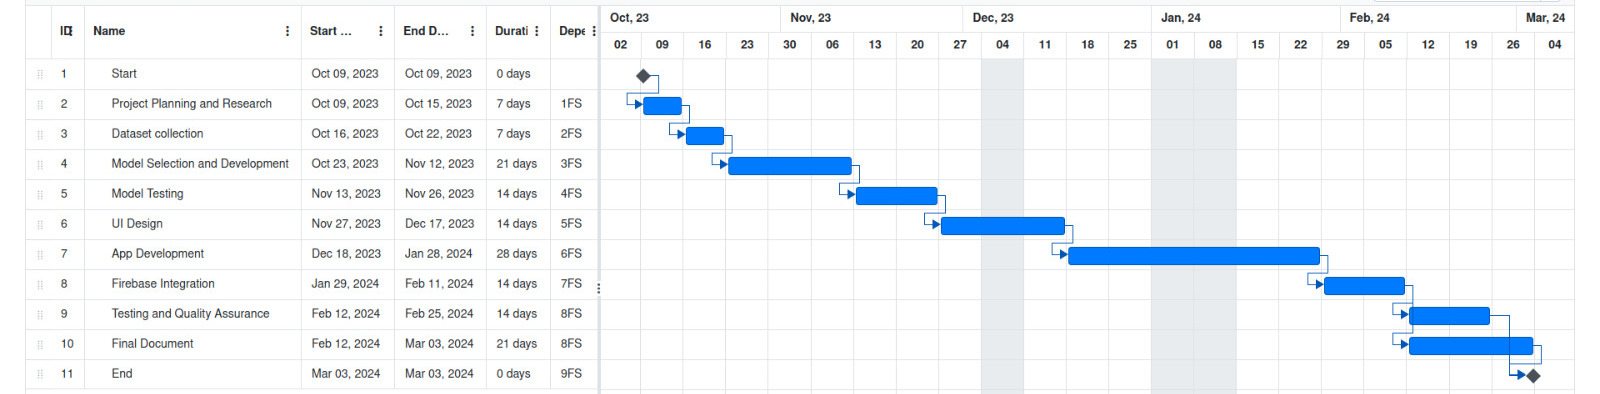 Oct, 23 Nov, 23 Dec, 23 Jan, 24 Feb, 24 Mar, 24
ID Name Start ... End D... Durati Depe
02 09 16 23 30 06 13 20 27 04 11 18 25 01 08 15 22 29 05 12 19 26 04
1 Start Oct 09, 2023 Oct 09, 2023 0 days
2 Project Planning and Research Oct 09, 2023 Oct 15, 2023 7 days 1FS
3 Dataset collection Oct 16, 2023 Oct 22, 2023 7 days 2FS
4 Model Selection and Development Oct 23, 2023 Nov 12, 2023 21 days 3FS
5 Model Testing Nov 13, 2023 Nov 26, 2023 14 days 4FS
6 UI Design Nov 27, 2023 Dec 17, 2023 14 days 5FS
7 App Development Dec 18, 2023 Jan 28, 2024 28 days 6FS
8 Firebase Integration Jan 29, 2024 Feb 11, 2024 14 days 7FS
9 Testing and Quality Assurance Feb 12, 2024 Feb 25, 2024 14 days 8FS
10 Final Document Feb 12, 2024 Mar 03, 2024 21 days 8FS
11 End Mar 03, 2024 Mar 03, 2024 0 days 9FS